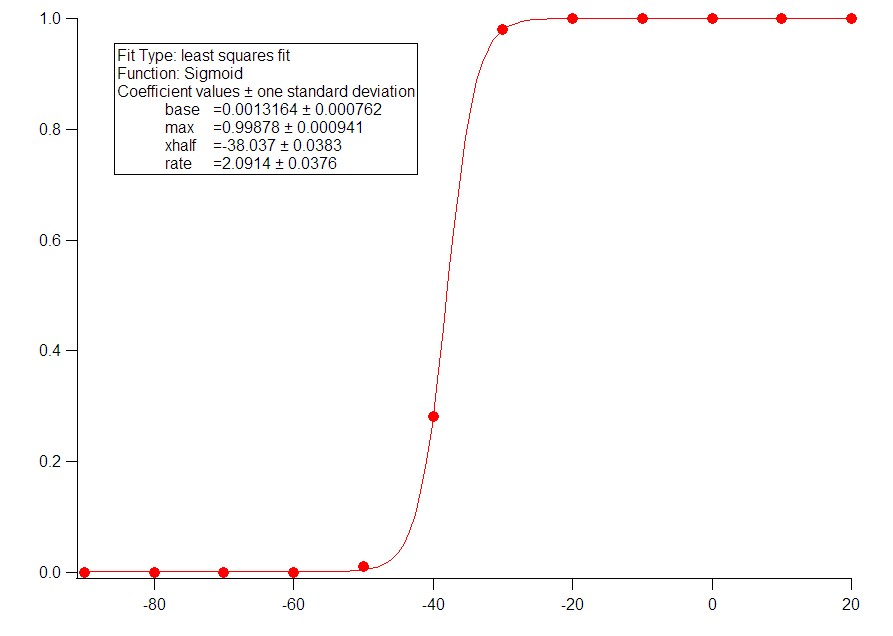 1.0
Fit Type: least squares fit
Function: Sigmoid
Coefficient values ± one standard deviation
base =0.0013164 ± 0.000762
max =0.99878 ± 0.000941
xhalf =-38.037 ± 0.0383
rate =2.0914 ± 0.0376
0.8
0.6
0.4
0.2
0.0
-80 -60 -40 -20 0 20